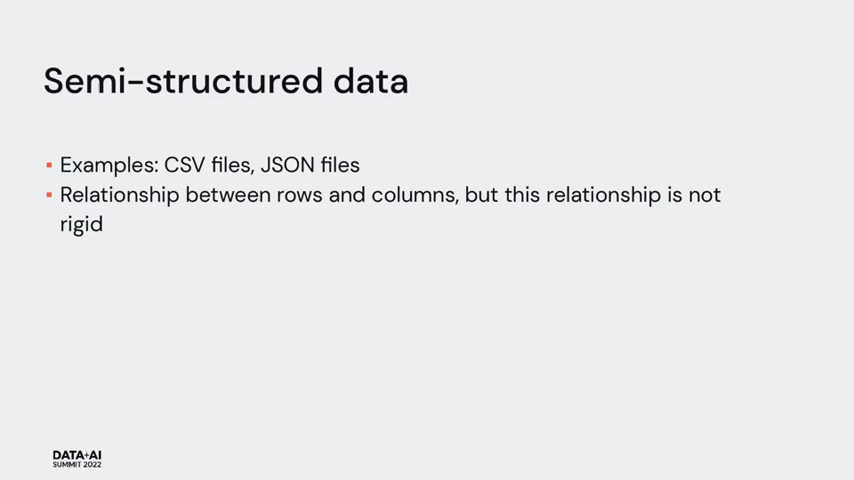 Semi-structured data
▪ Examples: CSV files, JSON files
▪ Relationship between rows and columns, but this relationship is not
rigid
DATA+AI
SUMMIT 2022